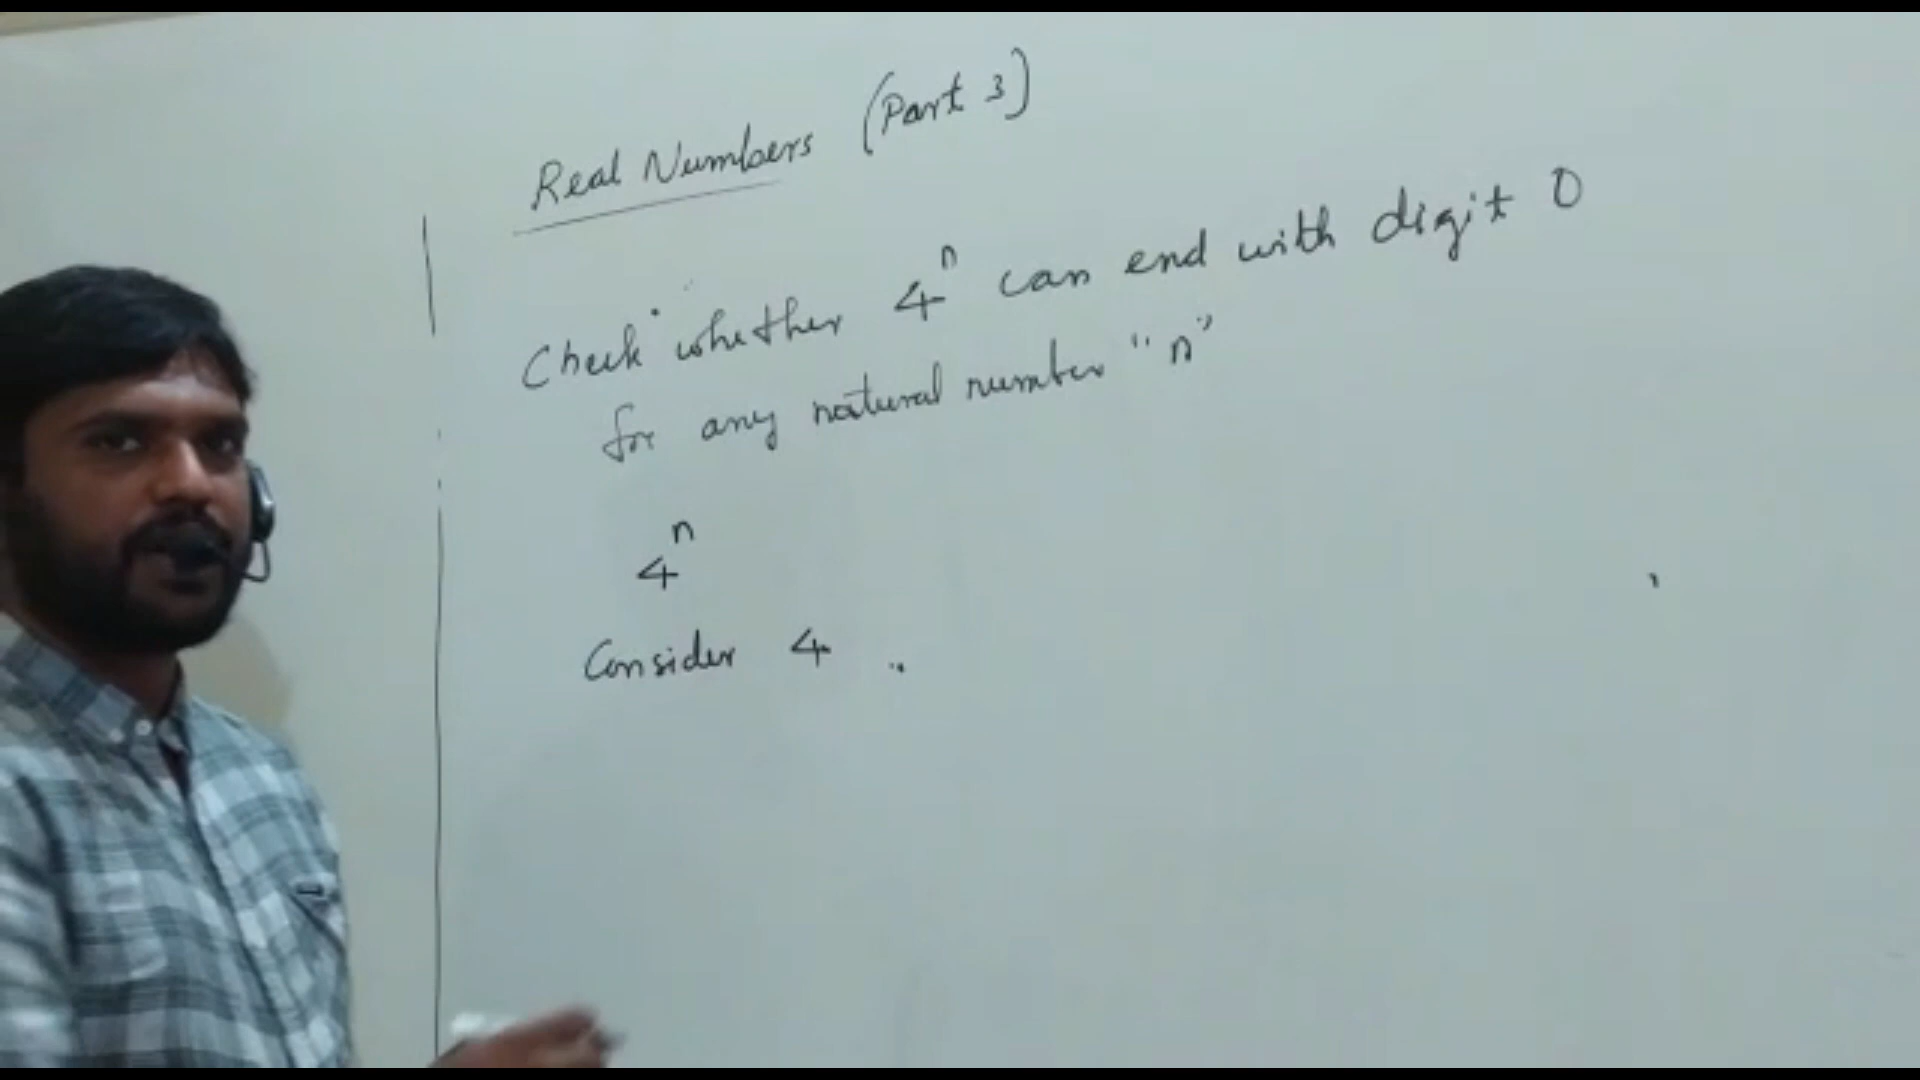 Real Numbers (Part 3)
Check whether 4ⁿ can end with digit 0
for any natural number "n"
4ⁿ
Consider 4